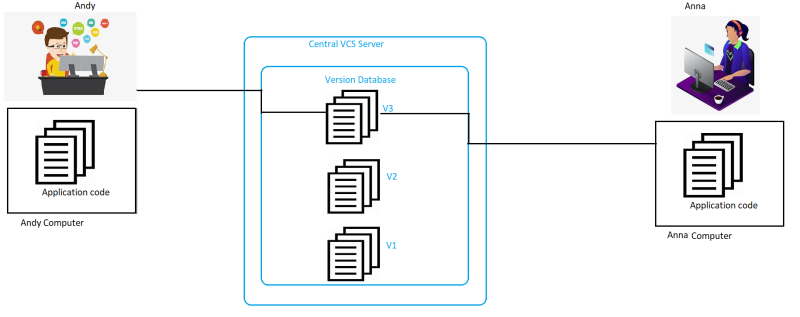 Andy
Anna
Central VCS Server
Version Database
V3
V2
V1
Application code
Andy Computer
Application code
Anna Computer